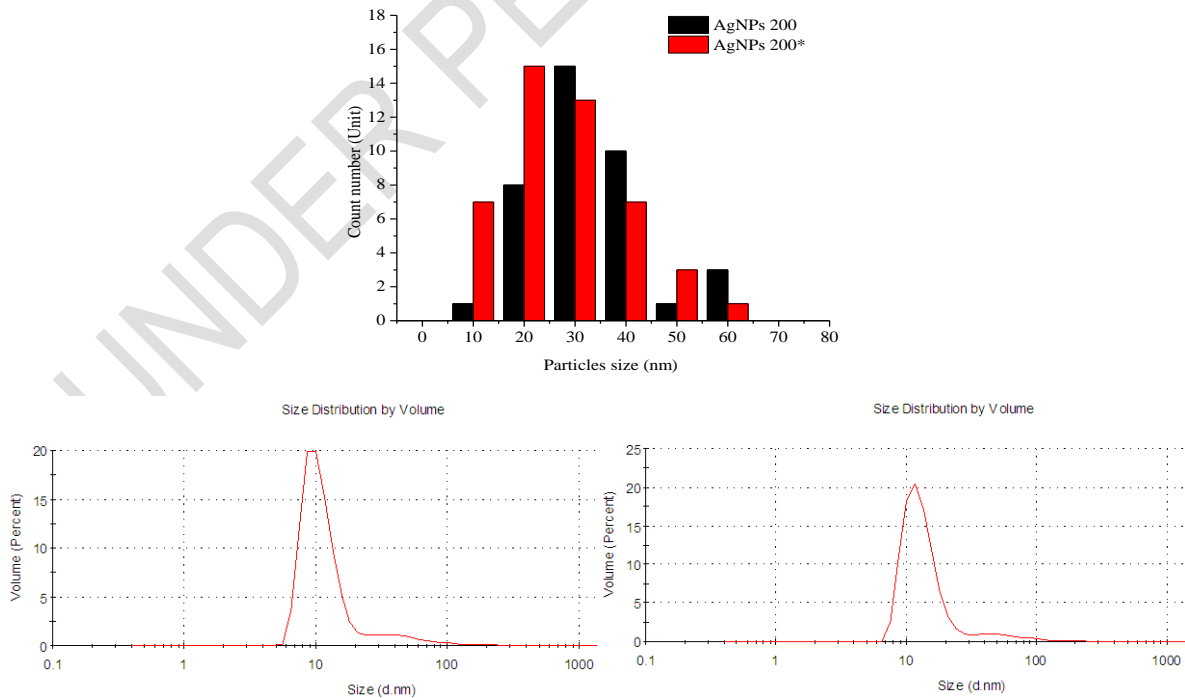 UNDER PE
18
16
14
12
10
8
6
4
2
0
Count number (Unit)
AgNPs 200
AgNPs 200*
0 10 20 30 40 50 60 70 80
Particles size (nm)
Size Distribution by Volume
20
15
10
5
0
Volume (Percent)
0.1 1 10 100 1000
Size (d.nm)
Size Distribution by Volume
25
20
15
10
5
0
Volume (Percent)
0.1 1 10 100 1000
Size (d.nm)